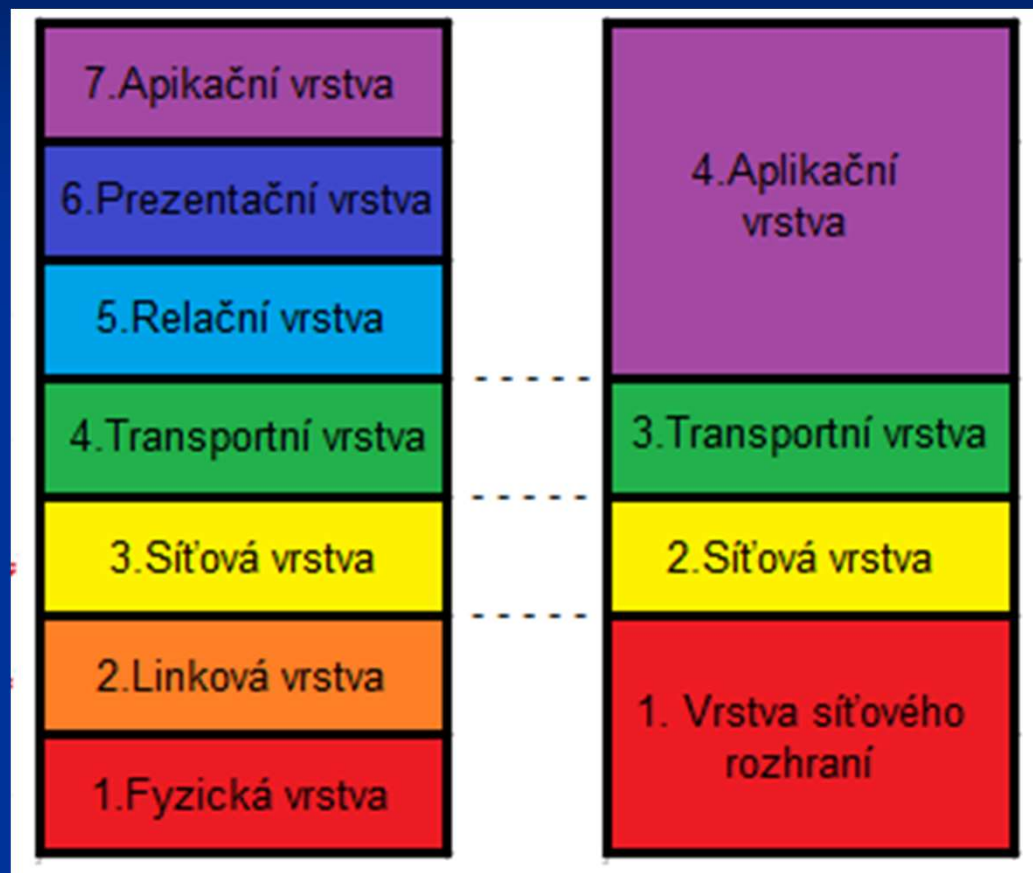 7.Apikační vrstva
6.Prezentační vrstva
5.Relační vrstva
4.Transportní vrstva
3.Síťová vrstva
2.Linková vrstva
1.Fyzická vrstva
4.Aplikační
vrstva
3.Transportní vrstva
2.Síťová vrstva
1. Vrstva síťového
rozhraní